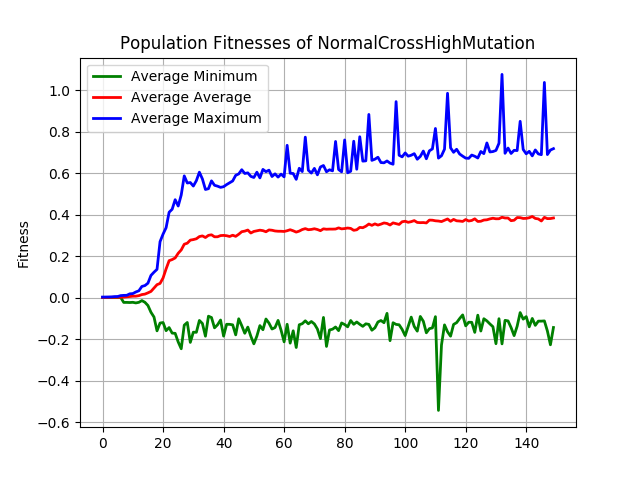 Population Fitnesses of NormalCrossHighMutation
Average Minimum
Average Average
Average Maximum
Fitness
1.0
0.8
0.6
0.4
0.2
0.0
−0.2
−0.4
−0.6
0 20 40 60 80 100 120 140